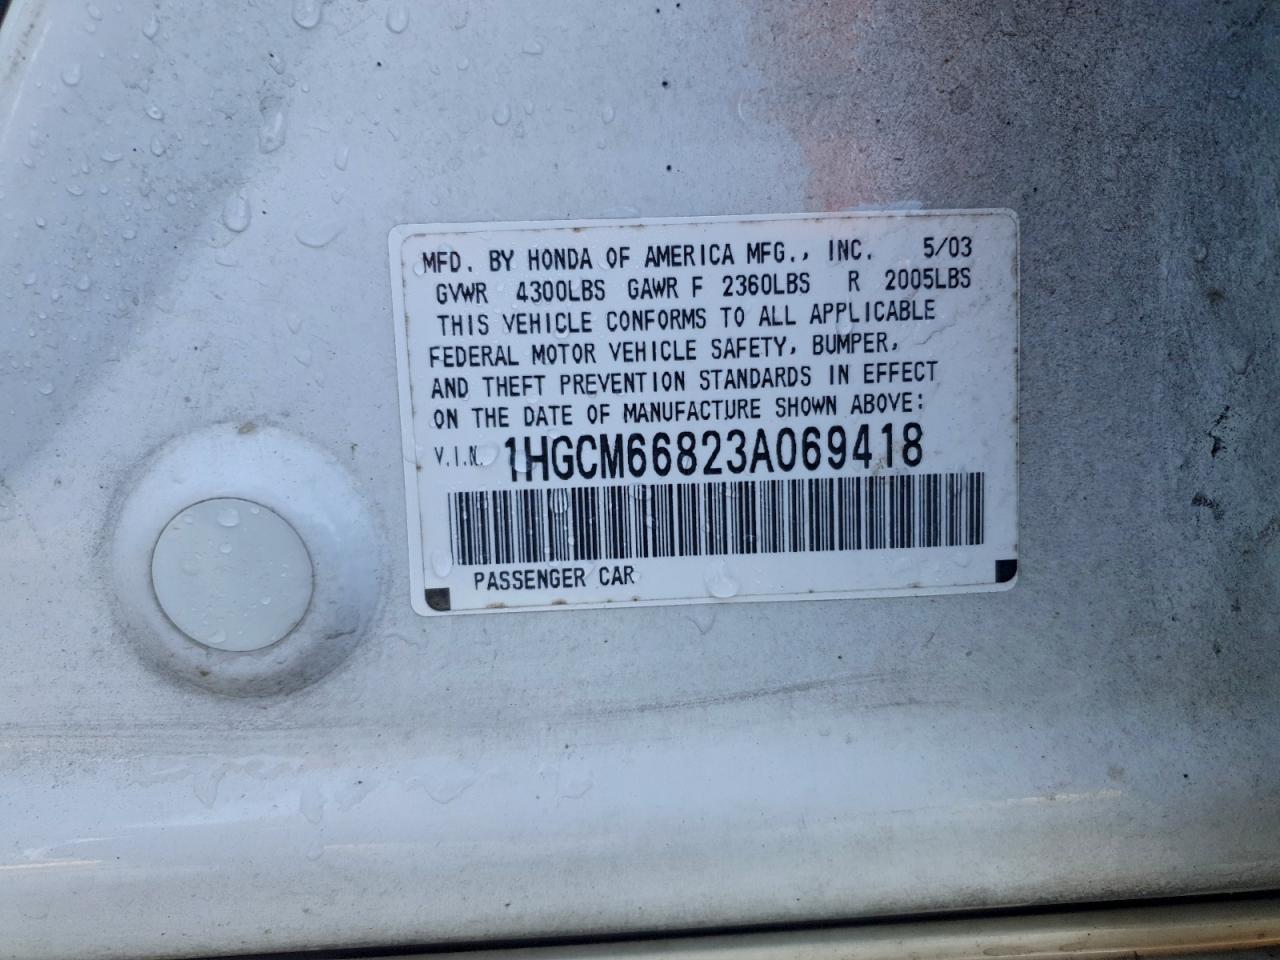 MFD. BY HONDA OF AMERICA MFG., INC. 5/03
GVWR 4300LBS GAWR F 2360LBS R 2005LBS
THIS VEHICLE CONFORMS TO ALL APPLICABLE
FEDERAL MOTOR VEHICLE SAFETY, BUMPER,
AND THEFT PREVENTION STANDARDS IN EFFECT
ON THE DATE OF MANUFACTURE SHOWN ABOVE:
V.I.N. 1HGCM66823A069418
PASSENGER CAR